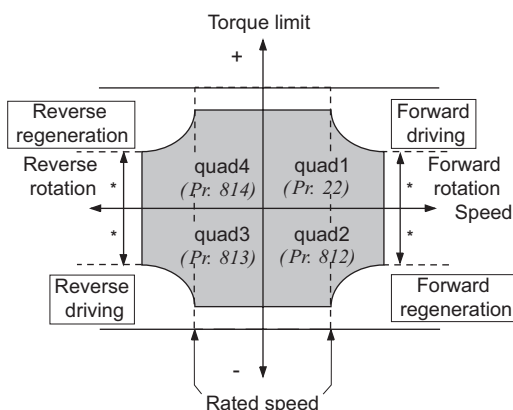 Torque limit
+
Reverse
regeneration
Forward
driving
Reverse
rotation
quad4
(Pr. 814)
quad1
(Pr. 22)
Forward
rotation
Speed
*
*
*
*
quad3
(Pr. 813)
quad2
(Pr. 812)
Reverse
driving
Forward
regeneration
-
Rated speed